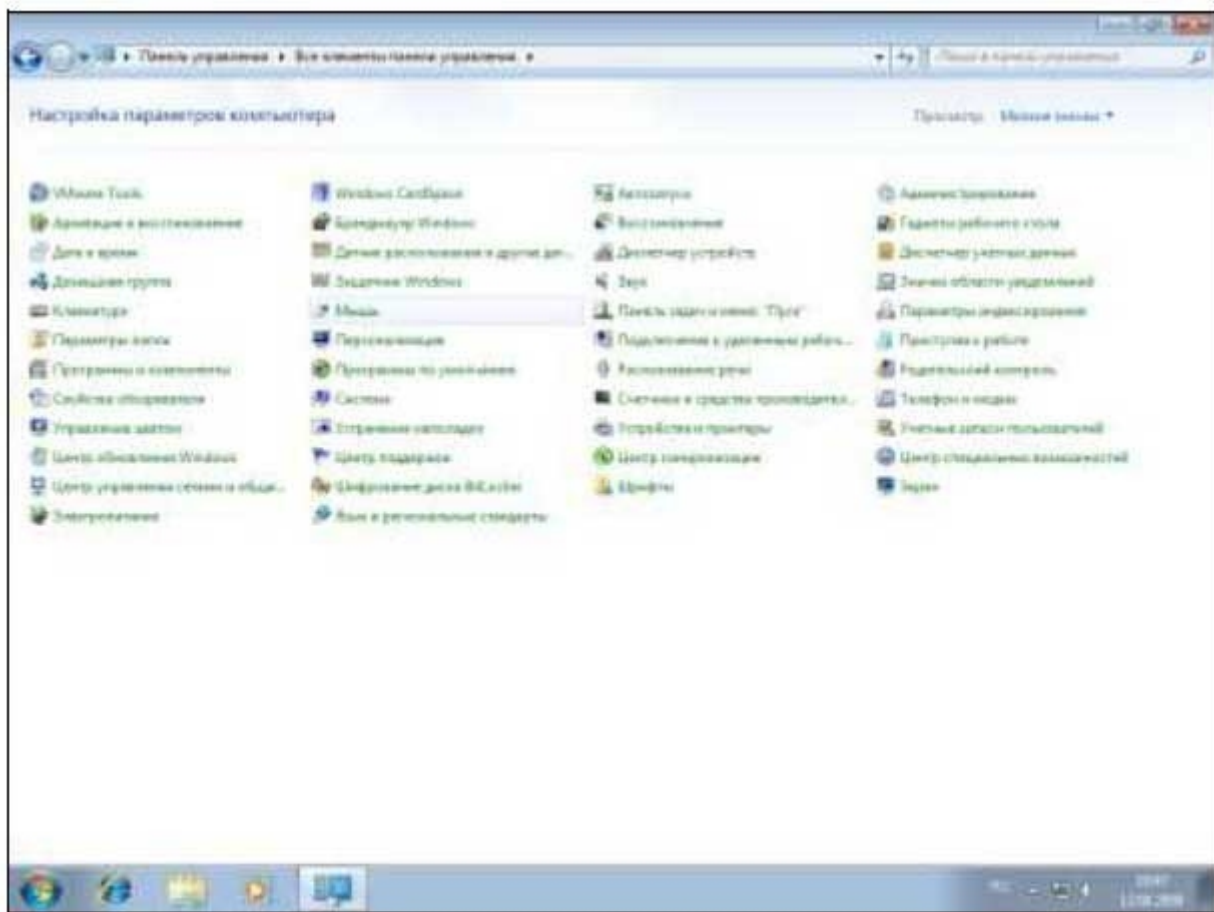 Панель управления ▸ Все элементы панели управления ▸
Поиск в панели управления
Настройка параметров компьютера
Просмотр: Мелкие значки
VMware Tools
Windows CardSpace
Автозапуск
Администрирование
Архивация и восстановление
Брандмауэр Windows
Восстановление
Гаджеты рабочего стола
Дата и время
Датчик расположения и другие дат...
Диспетчер устройств
Диспетчер учетных данных
Домашняя группа
Защитник Windows
Звук
Значки области уведомлений
Клавиатура
Мышь
Панель задач и меню "Пуск"
Параметры индексирования
Параметры папок
Персонализация
Подключения к удаленным рабоч...
Приступая к работе
Программы и компоненты
Программы по умолчанию
Распознавание речи
Родительский контроль
Свойства обозревателя
Система
Счетчики и средства производител...
Телефон и модем
Управление цветом
Устранение неполадок
Устройства и принтеры
Учетные записи пользователей
Центр обновления Windows
Центр поддержки
Центр синхронизации
Центр специальных возможностей
Центр управления сетями и общи...
Шифрование диска BitLocker
Шрифты
Экран
Электропитание
Язык и региональные стандарты